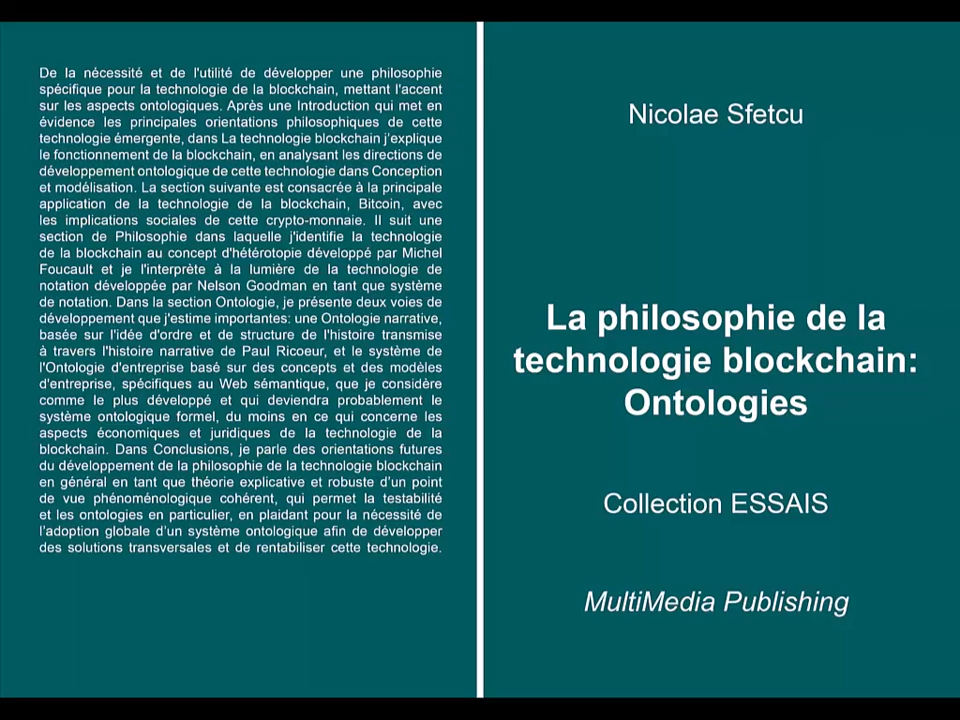 De la nécessité et de l'utilité de développer une philosophie
spécifique pour la technologie de la blockchain, mettant l'accent
sur les aspects ontologiques. Après une Introduction qui met en
évidence les principales orientations philosophiques de cette
technologie émergente, dans La technologie blockchain j’explique
le fonctionnement de la blockchain, en analysant les directions de
développement ontologique de cette technologie dans Conception
et modélisation. La section suivante est consacrée à la principale
application de la technologie de la blockchain, Bitcoin, avec
les implications sociales de cette crypto-monnaie. Il suit une
section de Philosophie dans laquelle j'identifie la technologie
de la blockchain au concept d'hétérotopie développé par Michel
Foucault et je l'interprète à la lumière de la technologie de
notation développée par Nelson Goodman en tant que système
de notation. Dans la section Ontologie, je présente deux voies de
développement que j'estime importantes: une Ontologie narrative,
basée sur l'idée d'ordre et de structure de l'histoire transmise
à travers l'histoire narrative de Paul Ricoeur, et le système de
l'Ontologie d'entreprise basé sur des concepts et des modèles
d'entreprise, spécifiques au Web sémantique, que je considère
comme le plus développé et qui deviendra probablement le
système ontologique formel, du moins en ce qui concerne les
aspects économiques et juridiques de la technologie de la
blockchain. Dans Conclusions, je parle des orientations futures
du développement de la philosophie de la technologie blockchain
en général en tant que théorie explicative et robuste d’un point
de vue phénoménologique cohérent, qui permet la testabilité
et les ontologies en particulier, en plaidant pour la nécessité de
l’adoption globale d’un système ontologique afin de développer
des solutions transversales et de rentabiliser cette technologie.
Nicolae Sfetcu
La philosophie de la
technologie blockchain:
Ontologies
Collection ESSAIS
MultiMedia Publishing